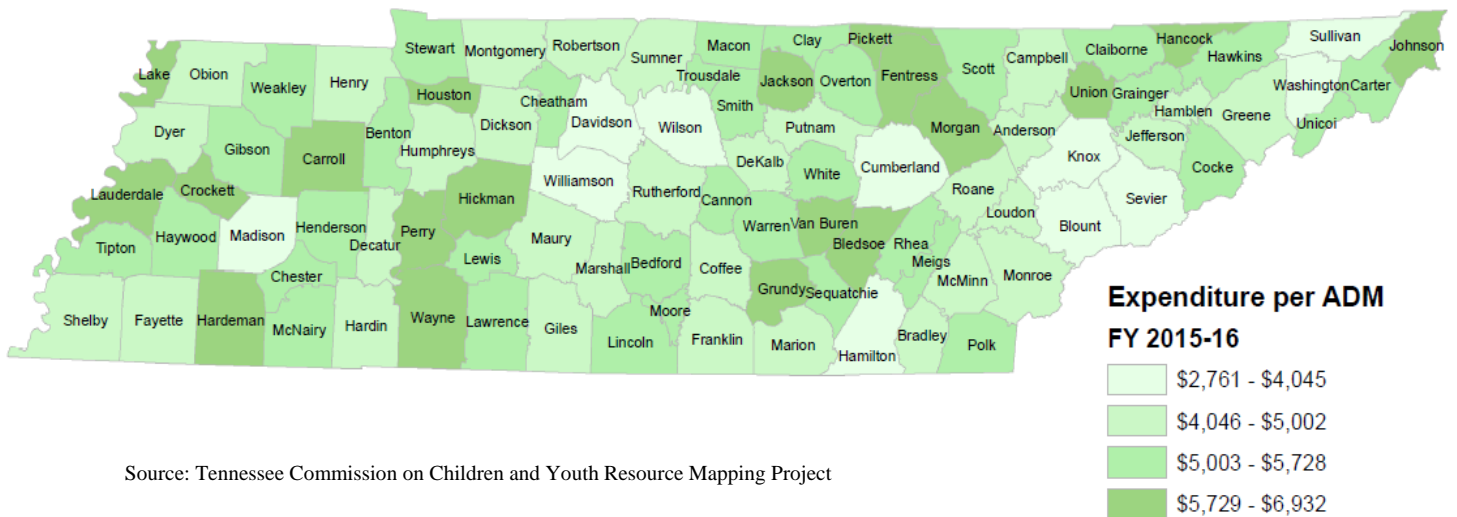 Stewart
Montgomery
Robertson
Sumner
Macon
Clay
Pickett
Fentress
Scott
Campbell
Claiborne
Hancock
Hawkins
Sullivan
Johnson
Lake
Obion
Weakley
Henry
Houston
Cheatham
Trousdale
Smith
Jackson
Overton
Union
Grainger
Hamblen
Greene
Washington
Carter
Unicoi
Dyer
Gibson
Carroll
Benton
Humphreys
Dickson
Davidson
Wilson
Putnam
Morgan
Anderson
Jefferson
Cocke
Knox
Lauderdale
Crockett
Hickman
Williamson
Rutherford
DeKalb
Cannon
White
Cumberland
Roane
Loudon
Blount
Sevier
Tipton
Haywood
Madison
Henderson
Decatur
Perry
Lewis
Maury
Marshall
Bedford
Coffee
Warren
Van Buren
Bledsoe
Rhea
Meigs
McMinn
Monroe
Chester
Grundy
Sequatchie
Shelby
Fayette
Hardeman
McNairy
Hardin
Wayne
Lawrence
Giles
Lincoln
Moore
Franklin
Marion
Hamilton
Bradley
Polk
Expenditure per ADM
FY 2015-16
$2,761 - $4,045
$4,046 - $5,002
$5,003 - $5,728
$5,729 - $6,932
Source: Tennessee Commission on Children and Youth Resource Mapping Project